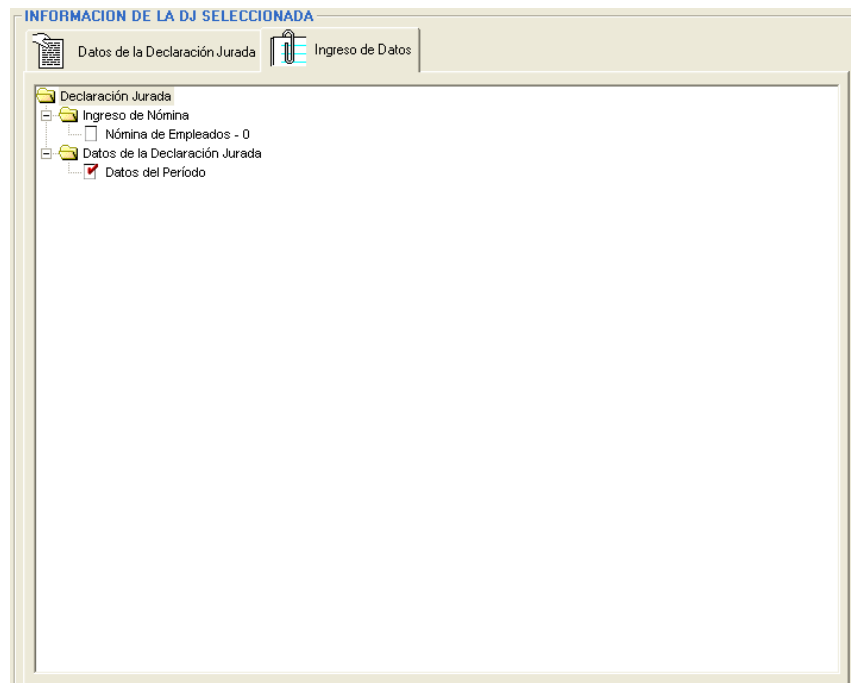 INFORMACION DE LA DJ SELECCIONADA
Datos de la Declaración Jurada
Ingreso de Datos
Declaración Jurada
Ingreso de Nómina
Nómina de Empleados - 0
Datos de la Declaración Jurada
Datos del Período